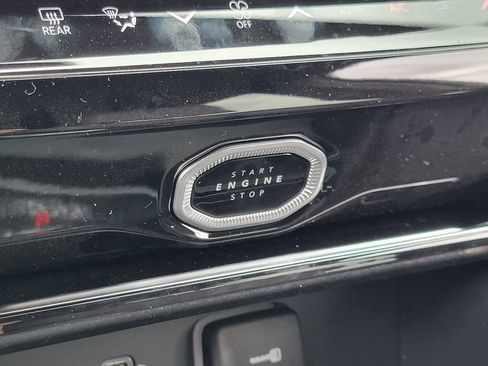 REAR
OFF
A/C
START
ENGINE
STOP